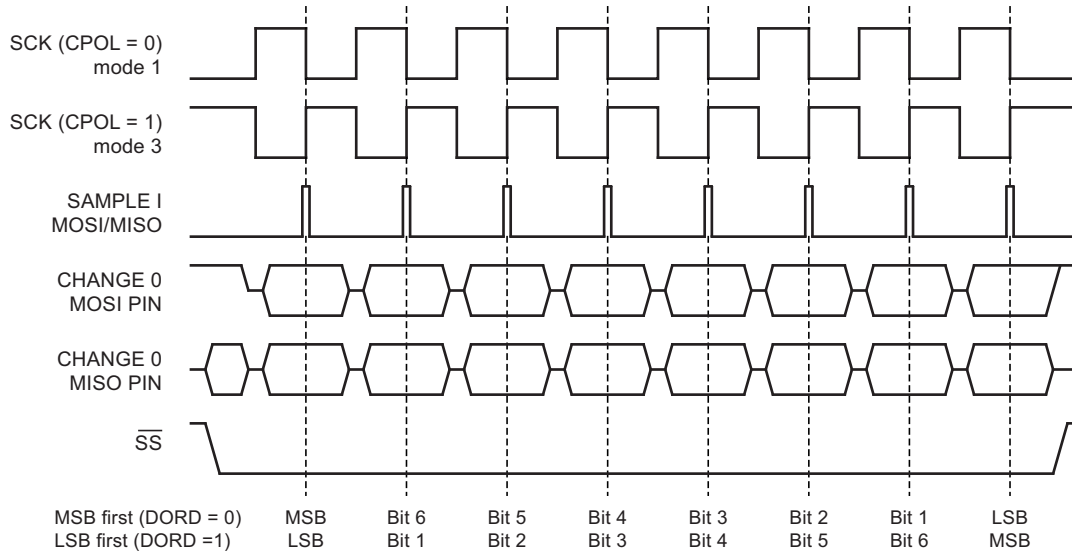 SCK (CPOL = 0)
mode 1
SCK (CPOL = 1)
mode 3
SAMPLE I
MOSI/MISO
CHANGE 0
MOSI PIN
CHANGE 0
MISO PIN
SS
MSB first (DORD = 0) MSB Bit 6 Bit 5 Bit 4 Bit 3 Bit 2 Bit 1 LSB
LSB first (DORD =1) LSB Bit 1 Bit 2 Bit 3 Bit 4 Bit 5 Bit 6 MSB